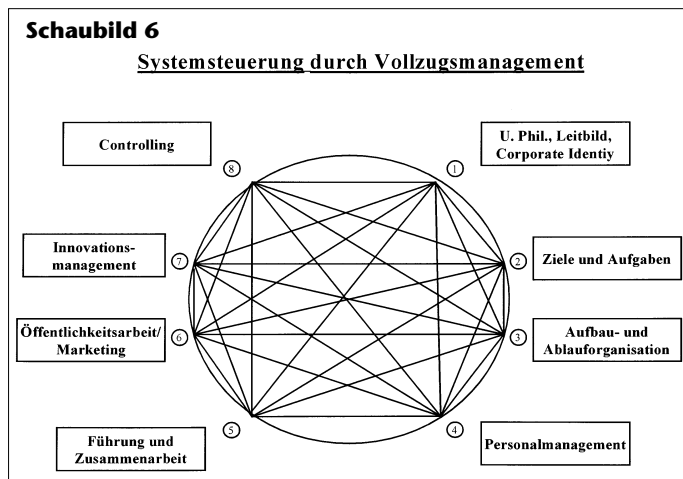 Schaubild 6
Systemsteuerung durch Vollzugsmanagement
Controlling
U. Phil., Leitbild,
Corporate Identiy
8
1
Innovations-
management
7
2
Ziele und Aufgaben
Öffentlichkeitsarbeit/
Marketing
6
3
Aufbau- und
Ablauforganisation
Führung und
Zusammenarbeit
5
4
Personalmanagement